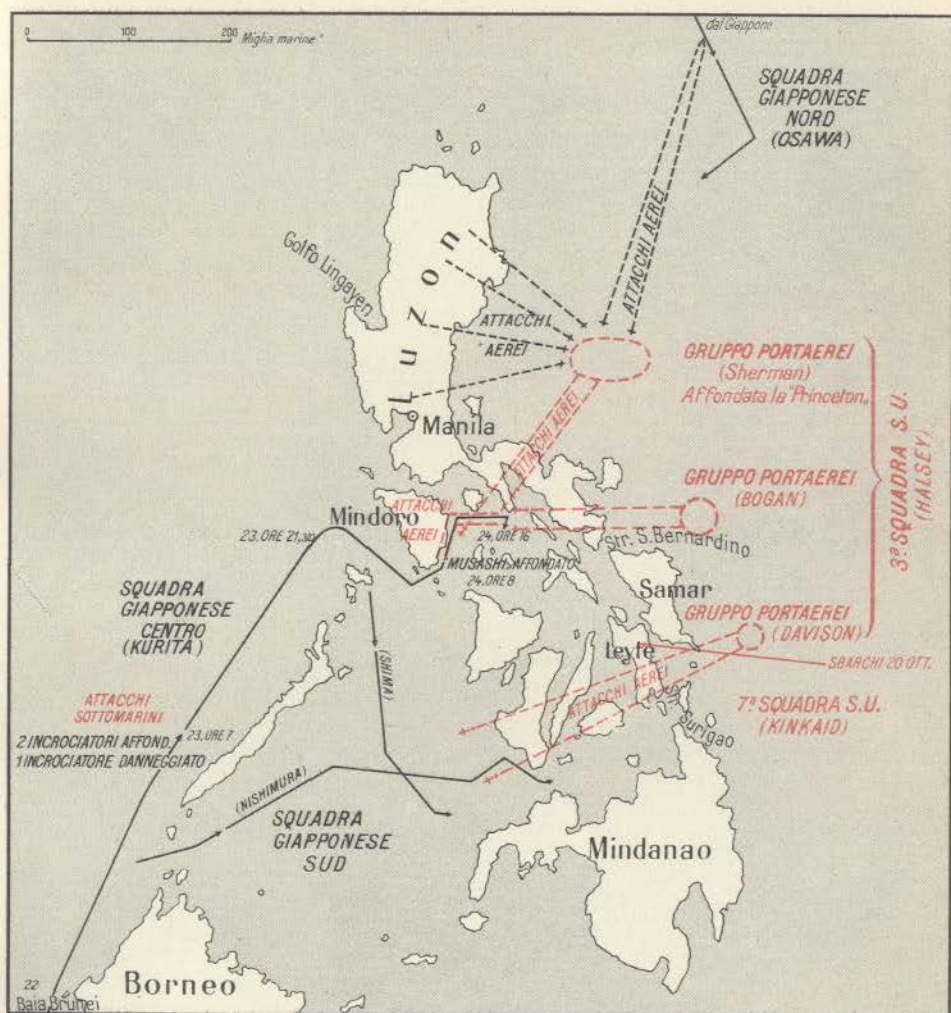 0 100 200 Miglia marine
dal Giappone
SQUADRA
GIAPPONESE
NORD
(OSAWA)
ATTACCHI AEREI
Golfo Lingayen
Luzon
ATTACCHI
AEREI
GRUPPO PORTAEREI
(Sherman)
Affondata la "Princeton"
ATTACCHI AEREI
3ª SQUADRA S.U.
(HALSEY)
Manila
GRUPPO PORTAEREI
(BOGAN)
Mindoro
ATTACCHI
AEREI
23, ORE 21,30
24, ORE 16
Str. S. Bernardino
MUSASHI AFFONDATO
24, ORE 8
SQUADRA
GIAPPONESE
CENTRO
(KURITA)
Samar
GRUPPO PORTAEREI
(DAVISON)
Leyte
SBARCHI 20 OTT.
(SHIMA)
ATTACCHI AEREI
ATTACCHI
SOTTOMARINI
7ª SQUADRA S.U.
(KINKAID)
Surigao
2 INCROCIATORI AFFOND.
23, ORE 7
1 INCROCIATORE DANNEGGIATO
(NISHIMURA)
SQUADRA
GIAPPONESE
SUD
Mindanao
22
Baia Brunei
Borneo